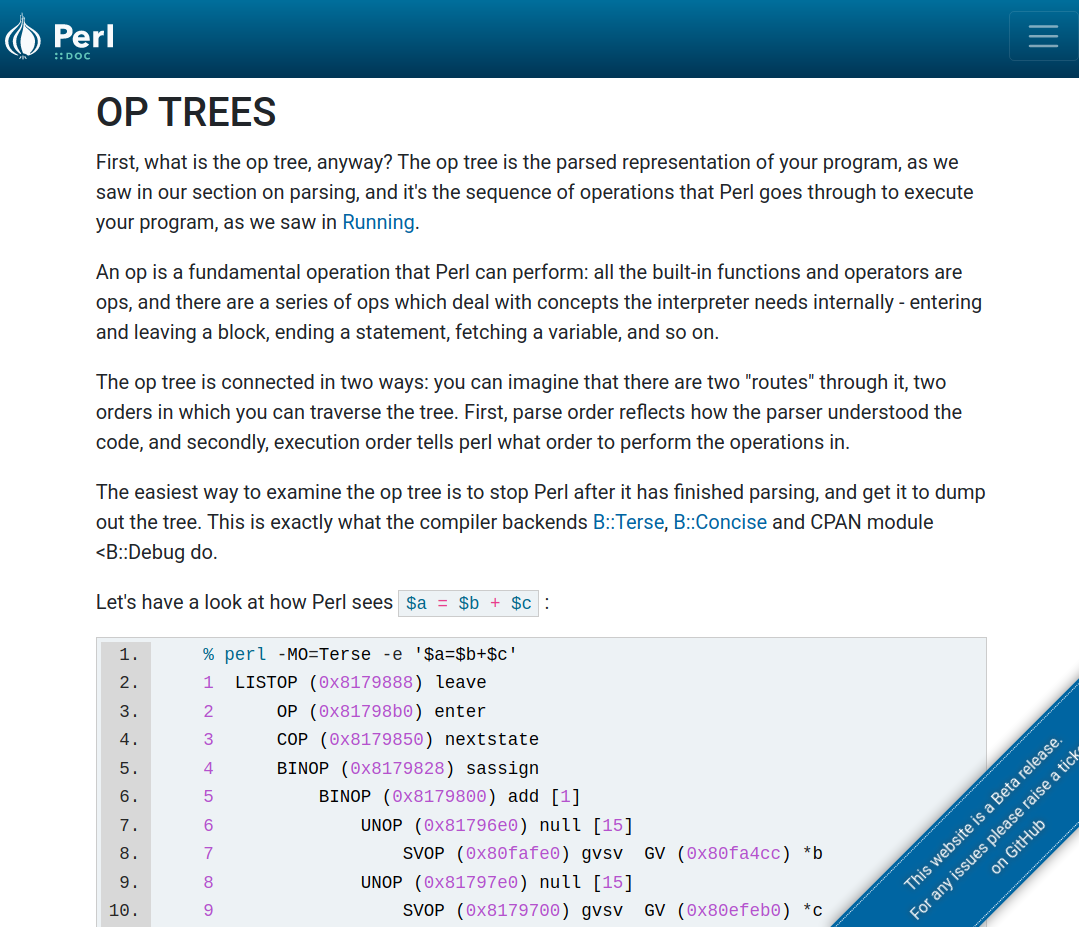 Perl
::DOC
OP TREES
First, what is the op tree, anyway? The op tree is the parsed representation of your program, as we
saw in our section on parsing, and it's the sequence of operations that Perl goes through to execute
your program, as we saw in Running.
An op is a fundamental operation that Perl can perform: all the built-in functions and operators are
ops, and there are a series of ops which deal with concepts the interpreter needs internally - entering
and leaving a block, ending a statement, fetching a variable, and so on.
The op tree is connected in two ways: you can imagine that there are two "routes" through it, two
orders in which you can traverse the tree. First, parse order reflects how the parser understood the
code, and secondly, execution order tells perl what order to perform the operations in.
The easiest way to examine the op tree is to stop Perl after it has finished parsing, and get it to dump
out the tree. This is exactly what the compiler backends B::Terse, B::Concise and CPAN module
<B::Debug do.
Let's have a look at how Perl sees $a = $b + $c :
1. % perl -MO=Terse -e '$a=$b+$c'
2. 1 LISTOP (0x8179888) leave
3. 2 OP (0x81798b0) enter
4. 3 COP (0x8179850) nextstate
5. 4 BINOP (0x8179828) sassign
6. 5 BINOP (0x8179800) add [1]
7. 6 UNOP (0x81796e0) null [15]
8. 7 SVOP (0x80fafe0) gvsv GV (0x80fa4cc) *b
9. 8 UNOP (0x81797e0) null [15]
10. 9 SVOP (0x8179700) gvsv GV (0x80efeb0) *c
This website is a Beta release.
For any issues please raise a
on GitHub